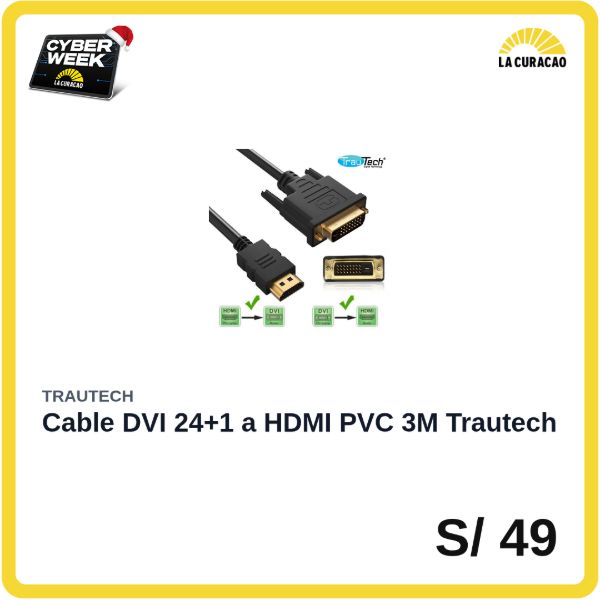 CYBER
WEEK
LA CURACAO
LA CURACAO
TrauTech®
TRAUTECH
HDMI
DVI
DVI
HDMI
Cable DVI 24+1 a HDMI PVC 3M Trautech
S/ 49